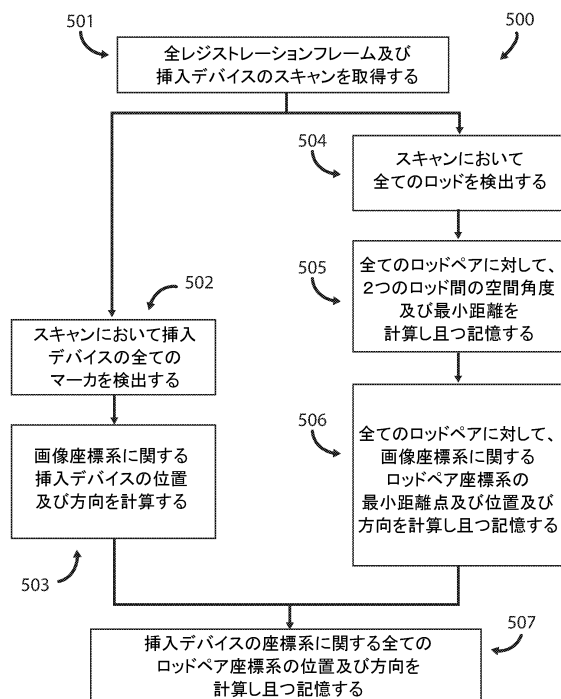 501
500
全レジストレーションフレーム及び
挿入デバイスのスキャンを取得する
504
スキャンにおいて
全てのロッドを検出する
505
全てのロッドペアに対して、
2つのロッド間の空間角度
及び最小距離を
計算し且つ記憶する
502
スキャンにおいて挿入
デバイスの全ての
マーカを検出する
506
全てのロッドペアに対して、
画像座標系に関する
ロッドペア座標系の
最小距離点及び位置及び
方向を計算し且つ記憶する
画像座標系に関する
挿入デバイスの位置
及び方向を計算する
503
507
挿入デバイスの座標系に関する全ての
ロッドペア座標系の位置及び方向を
計算し且つ記憶する